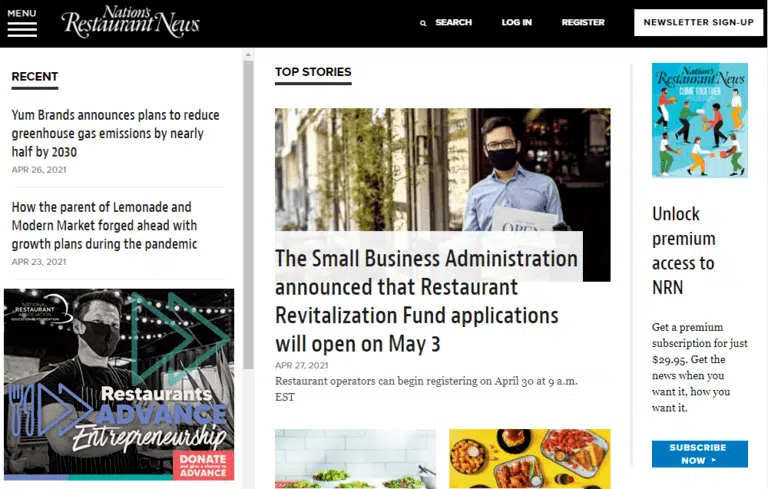 MENU
Nation's
Restaurant News
SEARCH
LOG IN
REGISTER
NEWSLETTER SIGN-UP
RECENT
Yum Brands announces plans to reduce
greenhouse gas emissions by nearly
half by 2030
APR 26, 2021
How the parent of Lemonade and
Modern Market forged ahead with
growth plans during the pandemic
APR 23, 2021
NATIONAL
RESTAURANT
ASSOCIATION
EDUCATIONAL FOUNDATION
Restaurants
ADVANCE
Entrepreneurship
DONATE
and give a chance to
ADVANCE
TOP STORIES
OPEN
The Small Business Administration
announced that Restaurant
Revitalization Fund applications
will open on May 3
APR 27, 2021
Restaurant operators can begin registering on April 30 at 9 a.m.
EST
Nation's
Restaurant News
COME TOGETHER
Unlock
premium
access to
NRN
Get a premium
subscription for just
$29.95. Get the
news when you
want it, how you
want it.
SUBSCRIBE
NOW